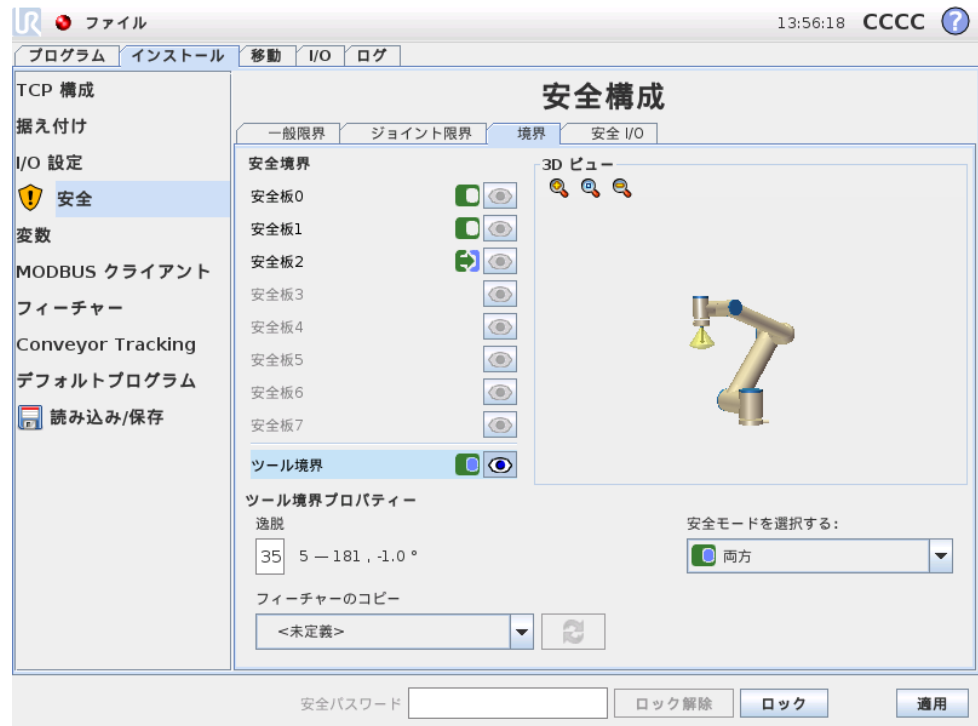 UR ファイル 13:56:18 CCCC ?
プログラム インストール 移動 I/O ログ
TCP 構成
据え付け
I/O 設定
安全
変数
MODBUS クライアント
フィーチャー
Conveyor Tracking
デフォルトプログラム
読み込み/保存
安全構成
一般限界 ジョイント限界 境界 安全 I/O
安全境界
安全板0
安全板1
安全板2
安全板3
安全板4
安全板5
安全板6
安全板7
ツール境界
3D ビュー
ツール境界プロパティー
逸脱
35 5 — 181 , -1.0 °
フィーチャーのコピー
<未定義>
安全モードを選択する:
両方
安全パスワード ロック解除 ロック 適用